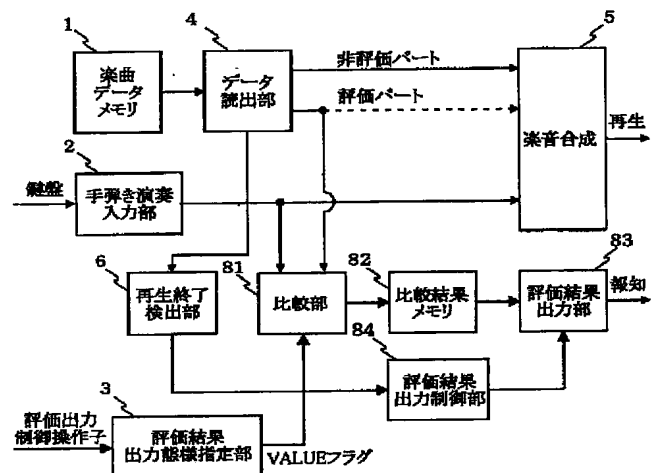 1
楽曲
データ
メモリ
4
データ
読出部
非評価パート
評価パート
5
楽音合成
再生
2
鍵盤
手弾き演奏
入力部
6
再生終了
検出部
81
比較部
82
比較結果
メモリ
83
評価結果
出力部
報知
84
評価結果
出力制御部
3
評価出力
制御操作子
評価結果
出力態様指定部
VALUEフラグ